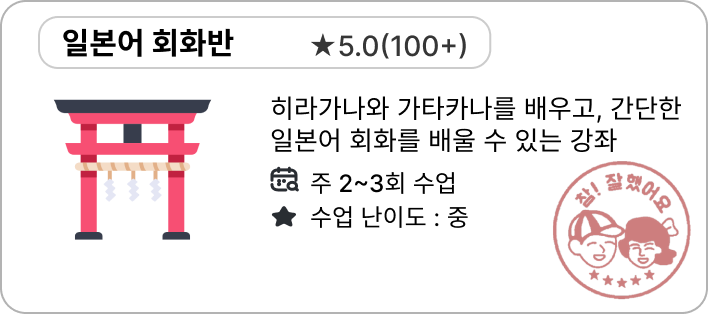 일본어 회화반
★5.0(100+)
히라가나와 가타카나를 배우고, 간단한
일본어 회화를 배울 수 있는 강좌
주 2~3회 수업
수업 난이도 : 중
참! 잘했어요